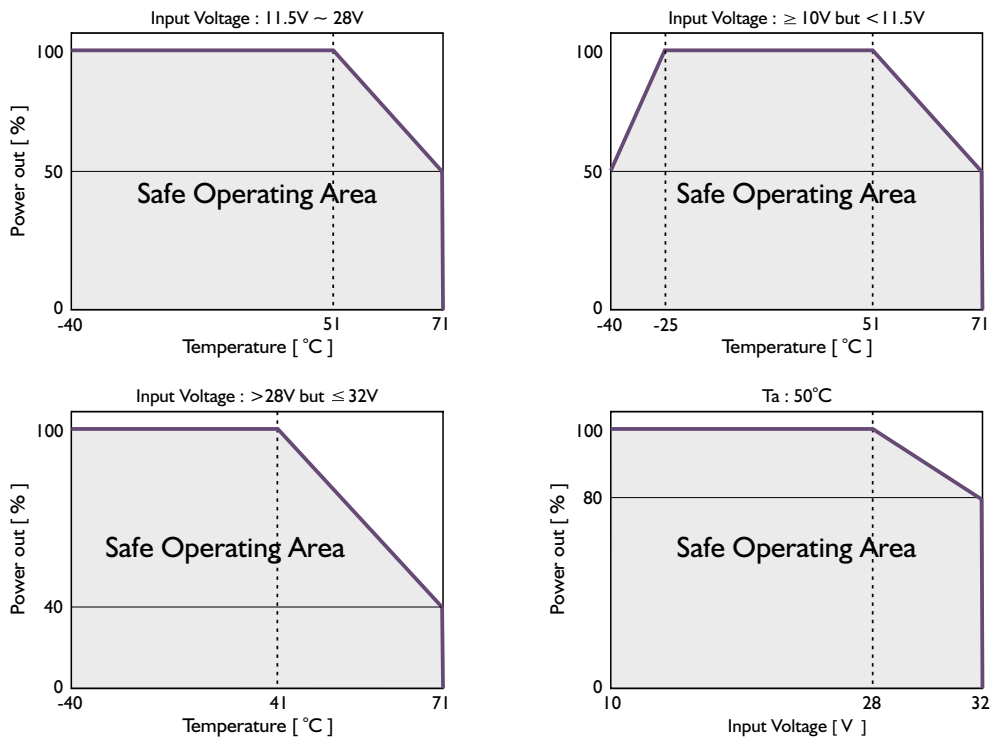 Input Voltage : 11.5V ~ 28V
100
50
0
Power out [ % ]
Safe Operating Area
-40
51
71
Temperature [ °C ]
Input Voltage : ≥ 10V but <11.5V
100
50
0
Safe Operating Area
-40
-25
51
71
Temperature [ °C ]
Input Voltage : >28V but ≤ 32V
100
40
0
Power out [ % ]
Safe Operating Area
-40
41
71
Temperature [ °C ]
Ta : 50°C
100
80
0
Power out [ % ]
Safe Operating Area
10
28
32
Input Voltage [ V ]